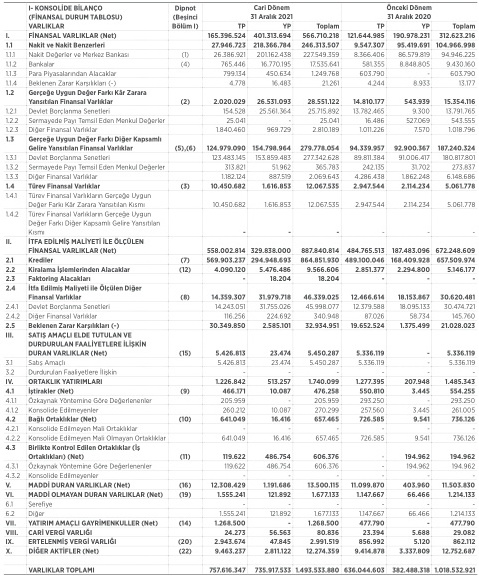 I- KONSOLİDE BİLANÇO Dipnot Cari Dönem Önceki Dönem
(FİNANSAL DURUM TABLOSU) (Beşinci 31 Aralık 2021 31 Aralık 2020
VARLIKLAR Bölüm I) TP YP Toplam TP YP Toplam
I. FİNANSAL VARLIKLAR (Net) 165.396.524 401.313.694 566.710.218 121.644.985 190.978.231 312.623.216
1.1 Nakit ve Nakit Benzerleri 27.946.723 218.366.784 246.313.507 9.547.307 95.419.691 104.966.998
1.1.1 Nakit Değerler ve Merkez Bankası (1) 26.386.921 201.162.438 227.549.359 8.366.406 86.579.819 94.946.225
1.1.2 Bankalar (4) 765.446 16.770.195 17.535.641 581.355 8.848.805 9.430.160
1.1.3 Para Piyasalarından Alacaklar 799.134 450.634 1.249.768 603.790 - 603.790
1.1.4 Beklenen Zarar Karşılıkları (-) 4.778 16.483 21.261 4.244 8.933 13.177
1.2 Gerçeğe Uygun Değer Farkı Kâr Zarara
Yansıtılan Finansal Varlıklar (2) 2.020.029 26.531.093 28.551.122 14.810.177 543.939 15.354.116
1.2.1 Devlet Borçlanma Senetleri 154.528 25.561.364 25.715.892 13.782.465 9.300 13.791.765
1.2.2 Sermayede Payı Temsil Eden Menkul Değerler 25.041 - 25.041 16.486 527.069 543.555
1.2.3 Diğer Finansal Varlıklar 1.840.460 969.729 2.810.189 1.011.226 7.570 1.018.796
1.3 Gerçeğe Uygun Değer Farkı Diğer Kapsamlı
Gelire Yansıtılan Finansal Varlıklar (5),(6) 124.979.090 154.798.964 279.778.054 94.339.957 92.900.367 187.240.324
1.3.1 Devlet Borçlanma Senetleri 123.483.145 153.859.483 277.342.628 89.811.384 91.006.417 180.817.801
1.3.2 Sermayede Payı Temsil Eden Menkul Değerler 313.821 51.962 365.783 242.135 31.702 273.837
1.3.3 Diğer Finansal Varlıklar 1.182.124 887.519 2.069.643 4.286.438 1.862.248 6.148.686
1.4 Türev Finansal Varlıklar (3) 10.450.682 1.616.853 12.067.535 2.947.544 2.114.234 5.061.778
1.4.1 Türev Finansal Varlıkların Gerçeğe Uygun
Değer Farkı Kâr Zarara Yansıtılan Kısmı 10.450.682 1.616.853 12.067.535 2.947.544 2.114.234 5.061.778
1.4.2 Türev Finansal Varlıkların Gerçeğe Uygun
Değer Farkı Diğer Kapsamlı Gelire Yansıtılan
Kısmı - - - - - -
II. İTFA EDİLMİŞ MALİYETİ İLE ÖLÇÜLEN
FİNANSAL VARLIKLAR (Net) 558.002.814 329.838.000 887.840.814 484.765.513 187.483.096 672.248.609
2.1 Krediler (7) 569.903.237 294.948.693 864.851.930 489.100.046 168.409.928 657.509.974
2.2 Kiralama İşlemlerinden Alacaklar (12) 4.090.120 5.476.486 9.566.606 2.851.377 2.294.800 5.146.177
2.3 Faktoring Alacakları - 18.204 18.204 - - -
2.4 İtfa Edilmiş Maliyeti ile Ölçülen Diğer
Finansal Varlıklar (8) 14.359.307 31.979.718 46.339.025 12.466.614 18.153.867 30.620.481
2.4.1 Devlet Borçlanma Senetleri 14.243.051 31.755.026 45.998.077 12.379.588 18.095.133 30.474.721
2.4.2 Diğer Finansal Varlıklar 116.256 224.692 340.948 87.026 58.734 145.760
2.5 Beklenen Zarar Karşılıkları (-) 30.349.850 2.585.101 32.934.951 19.652.524 1.375.499 21.028.023
III. SATIŞ AMAÇLI ELDE TUTULAN VE
DURDURULAN FAALİYETLERE İLİŞKİN
DURAN VARLIKLAR (Net) (15) 5.426.813 23.474 5.450.287 5.336.119 - 5.336.119
3.1 Satış Amaçlı 5.426.813 23.474 5.450.287 5.336.119 - 5.336.119
3.2 Durdurulan Faaliyetlere İlişkin - - - - - -
IV. ORTAKLIK YATIRIMLARI 1.226.842 513.257 1.740.099 1.277.395 207.948 1.485.343
4.1 İştirakler (Net) (9) 466.171 10.087 476.258 550.810 3.445 554.255
4.1.1 Özkaynak Yöntemine Göre Değerlenenler 205.959 - 205.959 293.250 - 293.250
4.1.2 Konsolide Edilmeyenler 260.212 10.087 270.299 257.560 3.445 261.005
4.2 Bağlı Ortaklıklar (Net) (10) 641.049 16.416 657.465 726.585 9.541 736.126
4.2.1 Konsolide Edilmeyen Mali Ortaklıklar - - - - - -
4.2.2 Konsolide Edilmeyen Mali Olmayan Ortaklıklar 641.049 16.416 657.465 726.585 9.541 736.126
4.3 Birlikte Kontrol Edilen Ortaklıklar (İş
Ortaklıkları) (Net) (11) 119.622 486.754 606.376 - 194.962 194.962
4.3.1 Özkaynak Yöntemine Göre Değerlenenler 119.622 486.754 606.376 - 194.962 194.962
4.3.2 Konsolide Edilmeyenler - - - - - -
V. MADDİ DURAN VARLIKLAR (Net) (16) 12.308.429 1.191.686 13.500.115 11.099.870 403.960 11.503.830
VI. MADDİ OLMAYAN DURAN VARLIKLAR (Net) (19) 1.555.241 121.892 1.677.133 1.147.667 66.466 1.214.133
6.1 Şerefiye - - - - - -
6.2 Diğer 1.555.241 121.892 1.677.133 1.147.667 66.466 1.214.133
VII. YATIRIM AMAÇLI GAYRİMENKULLER (Net) (14) 1.268.500 - 1.268.500 477.790 - 477.790
VIII. CARİ VERGİ VARLIĞI 24.273 56.563 80.836 23.394 5.688 29.082
IX. ERTELENMİŞ VERGİ VARLIĞI (20) 2.943.674 47.845 2.991.519 856.992 5.120 862.112
X. DİĞER AKTİFLER (Net) (22) 9.463.237 2.811.122 12.274.359 9.414.878 3.337.809 12.752.687
VARLIKLAR TOPLAMI 757.616.347 735.917.533 1.493.533.880 636.044.603 382.488.318 1.018.532.921